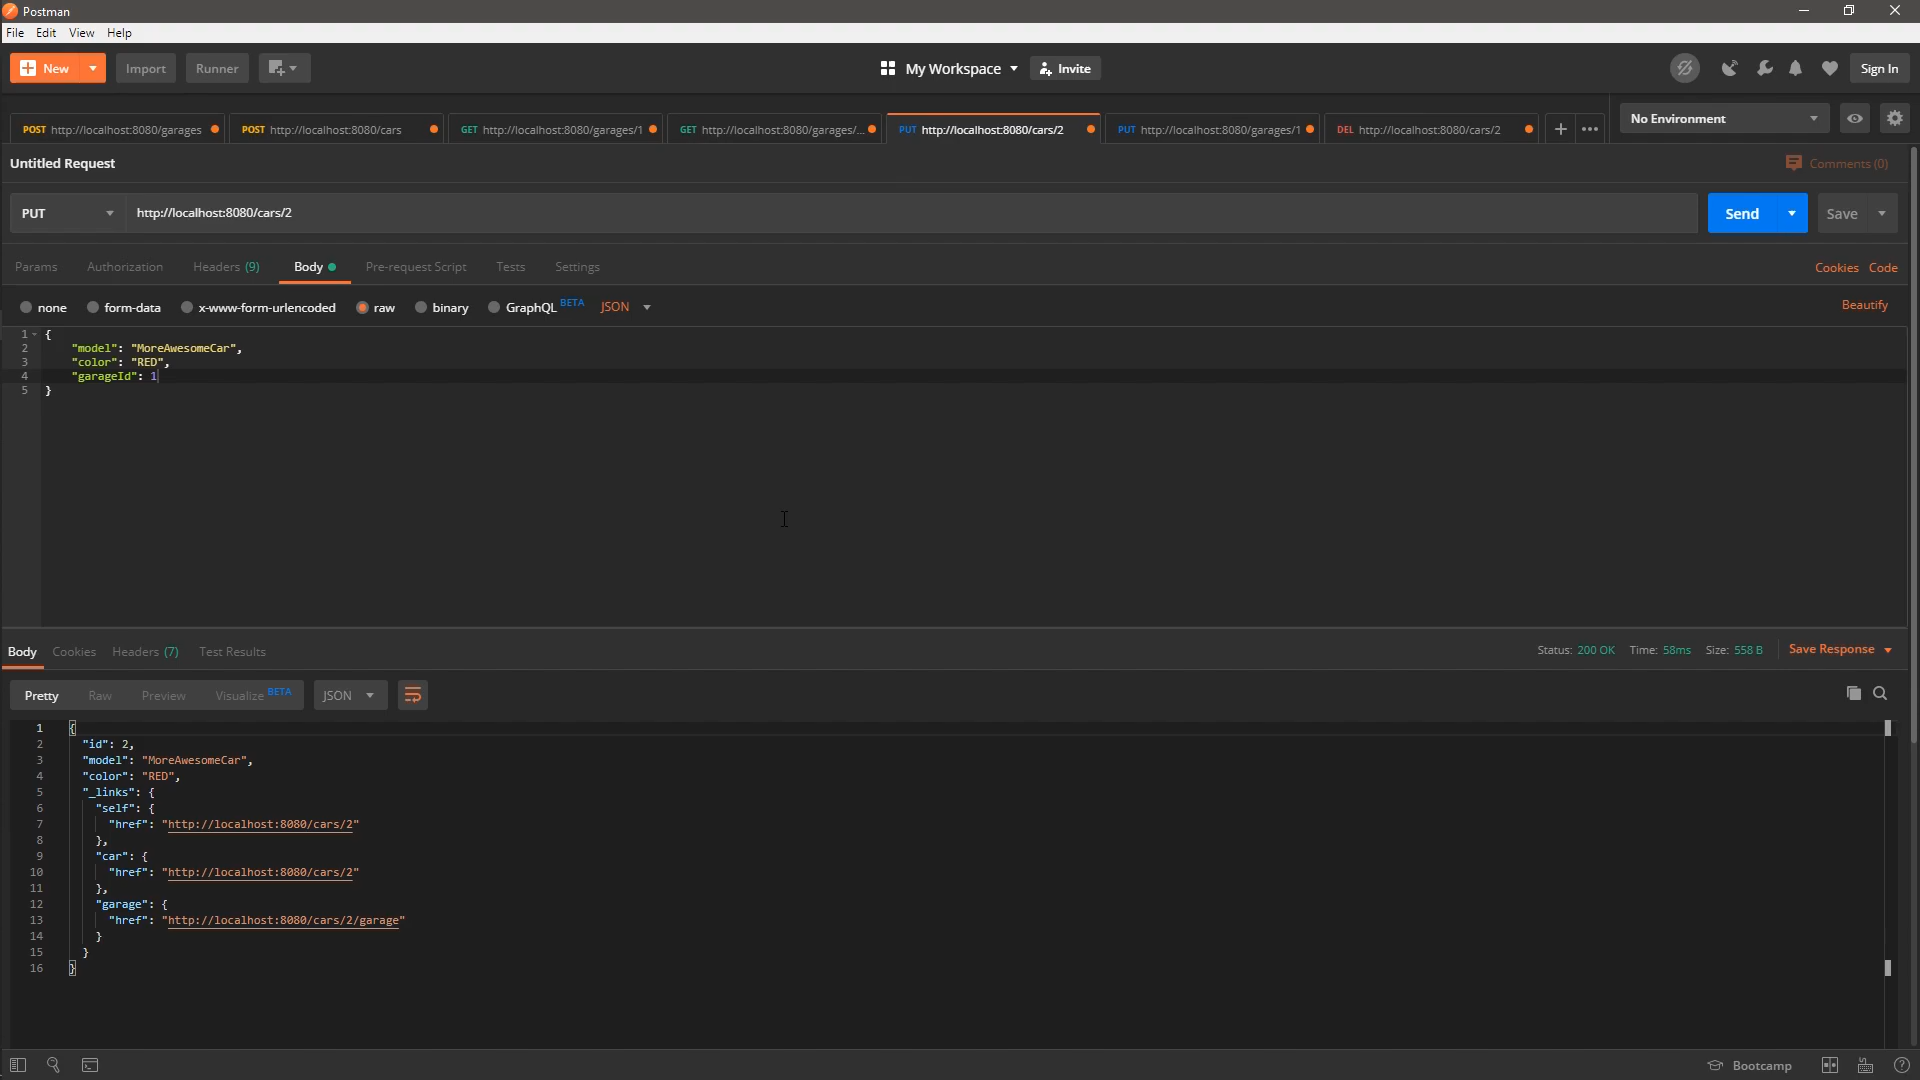 Postman
File Edit View Help
New Import Runner My Workspace Invite Sign In
POST http://localhost:8080/garages POST http://localhost:8080/cars GET http://localhost:8080/garages/1 GET http://localhost:8080/garages/... PUT http://localhost:8080/cars/2 PUT http://localhost:8080/garages/1 DEL http://localhost:8080/cars/2 No Environment
Untitled Request Comments (0)
PUT http://localhost:8080/cars/2 Send Save
Params Authorization Headers (9) Body Pre-request Script Tests Settings Cookies Code
none form-data x-www-form-urlencoded raw binary GraphQL BETA JSON Beautify
1 {
2 "model": "MoreAwesomeCar",
3 "color": "RED",
4 "garageId": 1
5 }
Body Cookies Headers (7) Test Results Status: 200 OK Time: 58ms Size: 558 B Save Response
Pretty Raw Preview Visualize BETA JSON
1 {
2 "id": 2,
3 "model": "MoreAwesomeCar",
4 "color": "RED",
5 "_links": {
6 "self": {
7 "href": "http://localhost:8080/cars/2"
8 },
9 "car": {
10 "href": "http://localhost:8080/cars/2"
11 },
12 "garage": {
13 "href": "http://localhost:8080/cars/2/garage"
14 }
15 }
16 }
Bootcamp